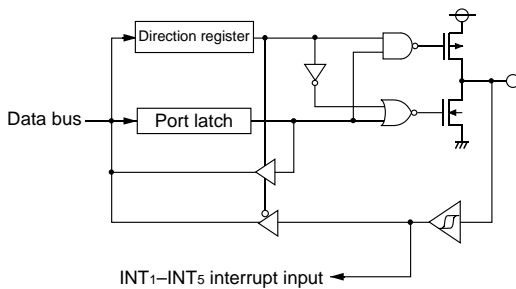 Direction register
Data bus
Port latch
INT₁–INT₅ interrupt input